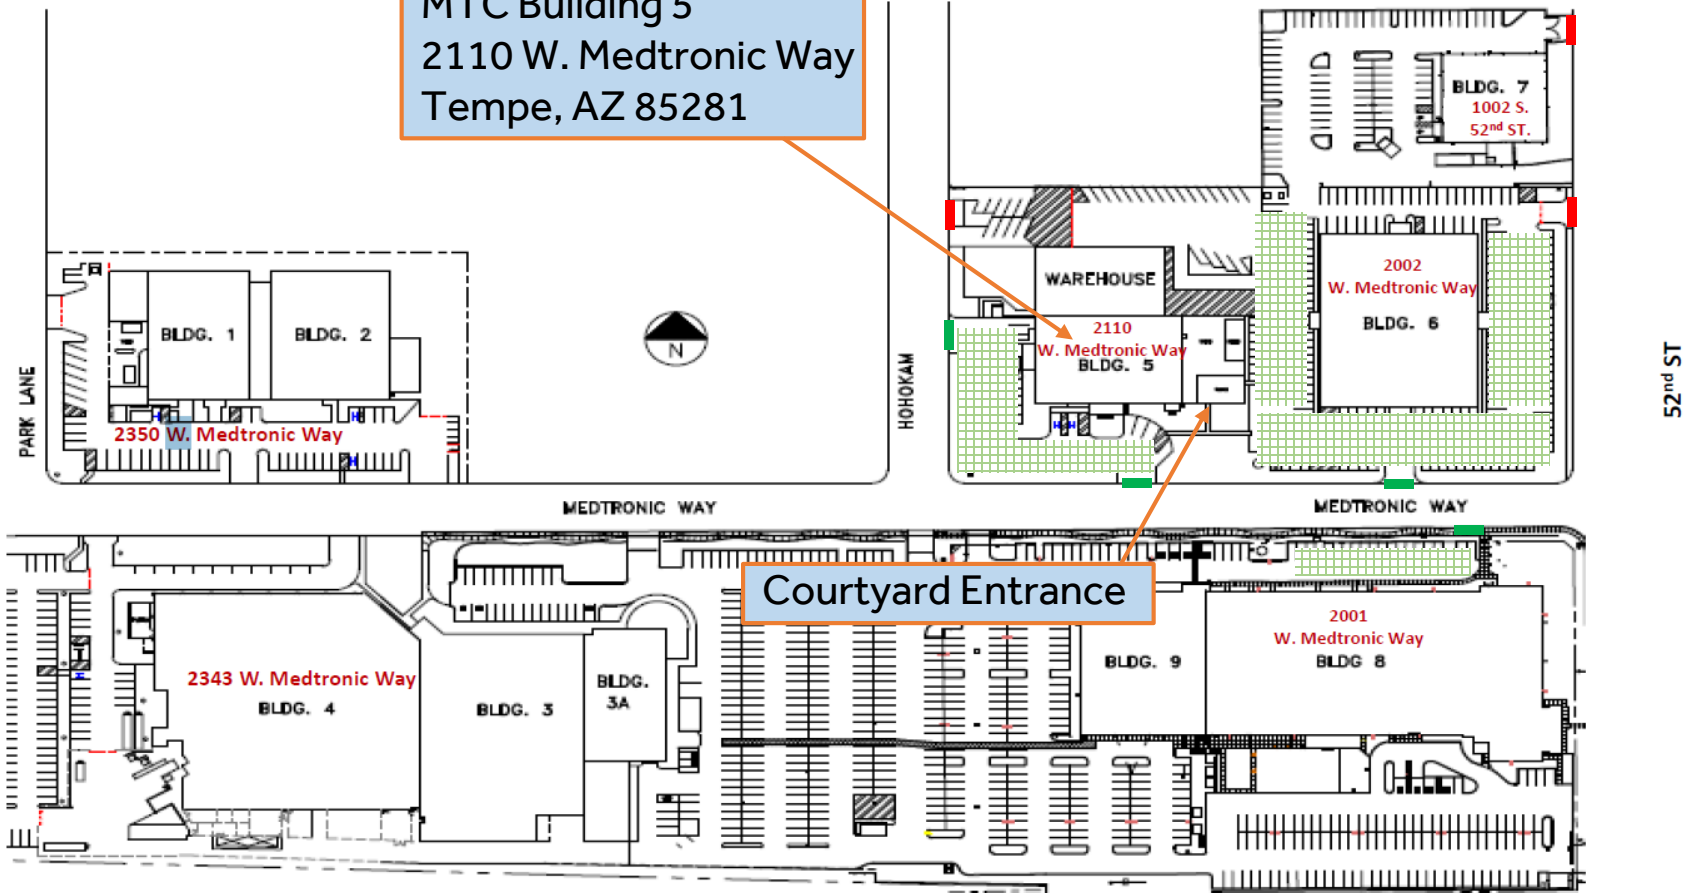 MTC Building 5
2110 W. Medtronic Way
Tempe, AZ 85281
BLDG. 7
1002 S.
52nd ST.
WAREHOUSE
2002
W. Medtronic Way
BLDG. 6
2110
W. Medtronic Way
BLDG. 5
BLDG. 1
BLDG. 2
N
PARK LANE
HOHOKAM
52nd ST
2350 W. Medtronic Way
MEDTRONIC WAY
MEDTRONIC WAY
Courtyard Entrance
2001
W. Medtronic Way
BLDG 8
BLDG. 9
2343 W. Medtronic Way
BLDG. 4
BLDG. 3
BLDG.
3A